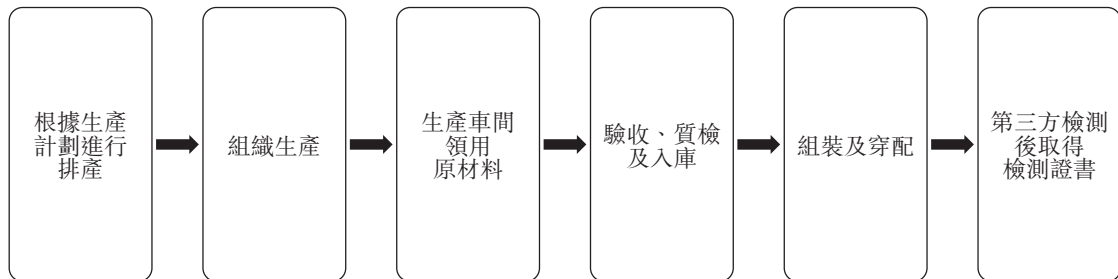 根據生產
計劃進行
排產
組織生產
生產車間
領用
原材料
驗收、質檢
及入庫
組裝及穿配
第三方檢測
後取得
檢測證書